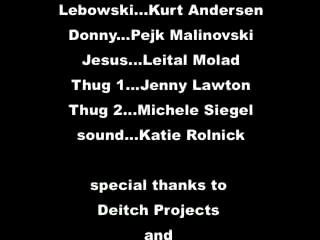 Lebowski...Kurt Andersen
Donny...Pejk Malinovski
Jesus...Leital Molad
Thug 1...Jenny Lawton
Thug 2...Michele Siegel
sound...Katie Rolnick
special thanks to
Deitch Projects
and